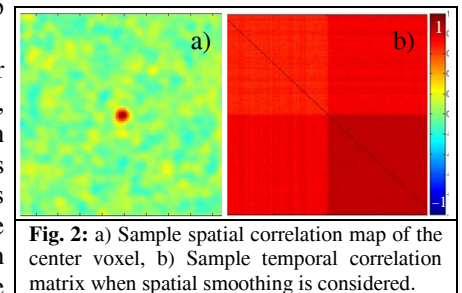 a)
b)
1
−1
Fig. 2: a) Sample spatial correlation map of the
center voxel, b) Sample temporal correlation
matrix when spatial smoothing is considered.